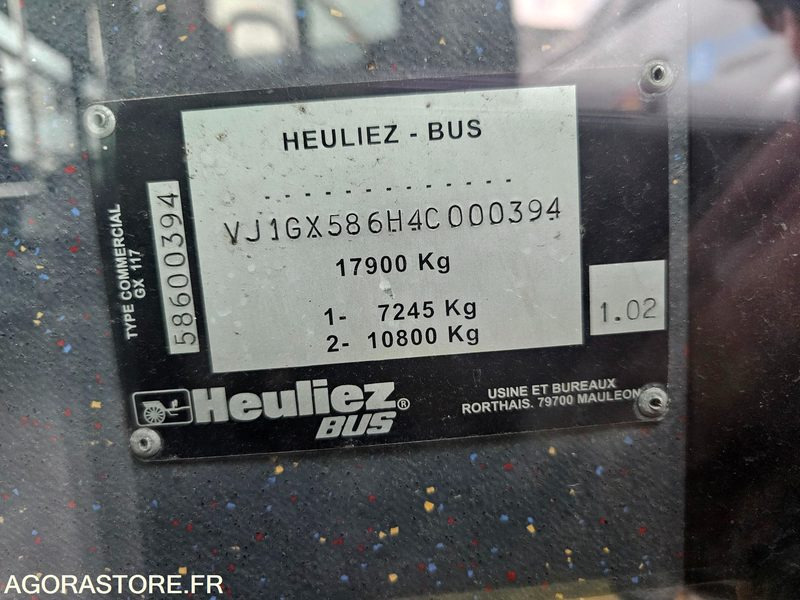 HEULIEZ - BUS
VJ1GX586H4C000394
17900 Kg
1- 7245 Kg
2- 10800 Kg
TYPE COMMERCIAL
GX 117
58600394
1.02
Heuliez®
BUS
USINE ET BUREAUX
RORTHAIS. 79700 MAULEON
AGORASTORE.FR